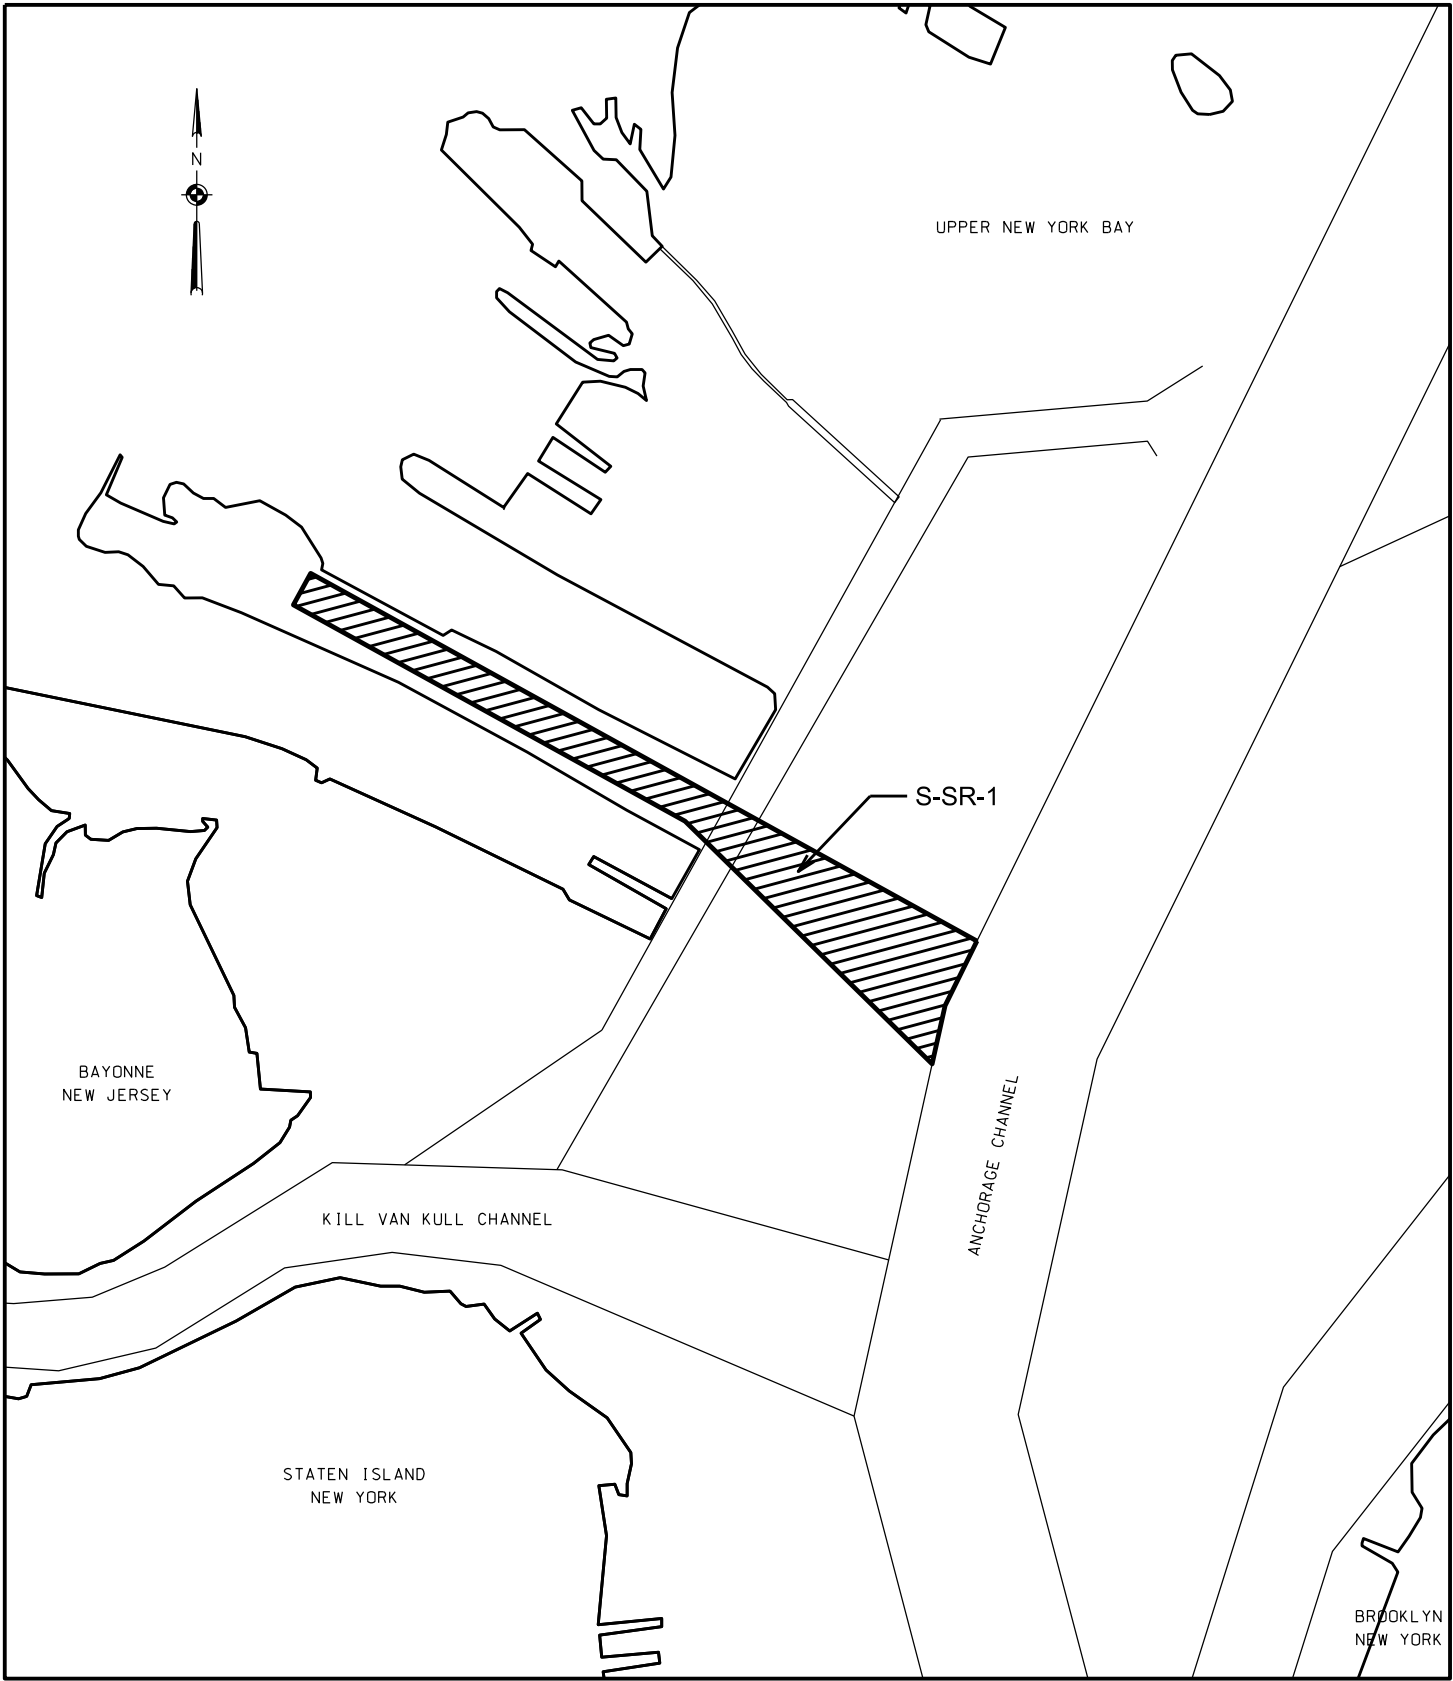 N
UPPER NEW YORK BAY
S-SR-1
BAYONNE
NEW JERSEY
ANCHORAGE CHANNEL
KILL VAN KULL CHANNEL
STATEN ISLAND
NEW YORK
BROOKLYN
NEW YORK